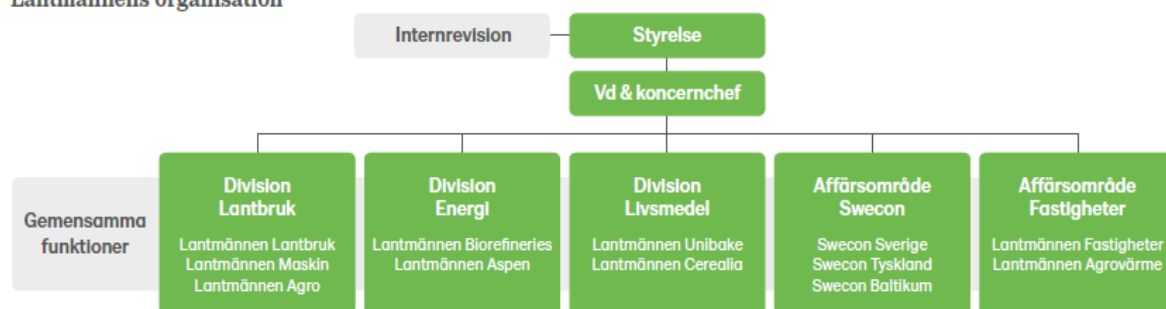 Lantmännens organisation
Internrevision
Styrelse
Vd & koncernchef
Gemensamma
funktioner
Division
Lantbruk
Lantmännen Lantbruk
Lantmännen Maskin
Lantmännen Agro
Division
Energi
Lantmännen Biorefineries
Lantmännen Aspen
Division
Livsmedel
Lantmännen Unibake
Lantmännen Cerealia
Affärsområde
Swecon
Swecon Sverige
Swecon Tyskland
Swecon Baltikum
Affärsområde
Fastigheter
Lantmännen Fastigheter
Lantmännen Agrovärme